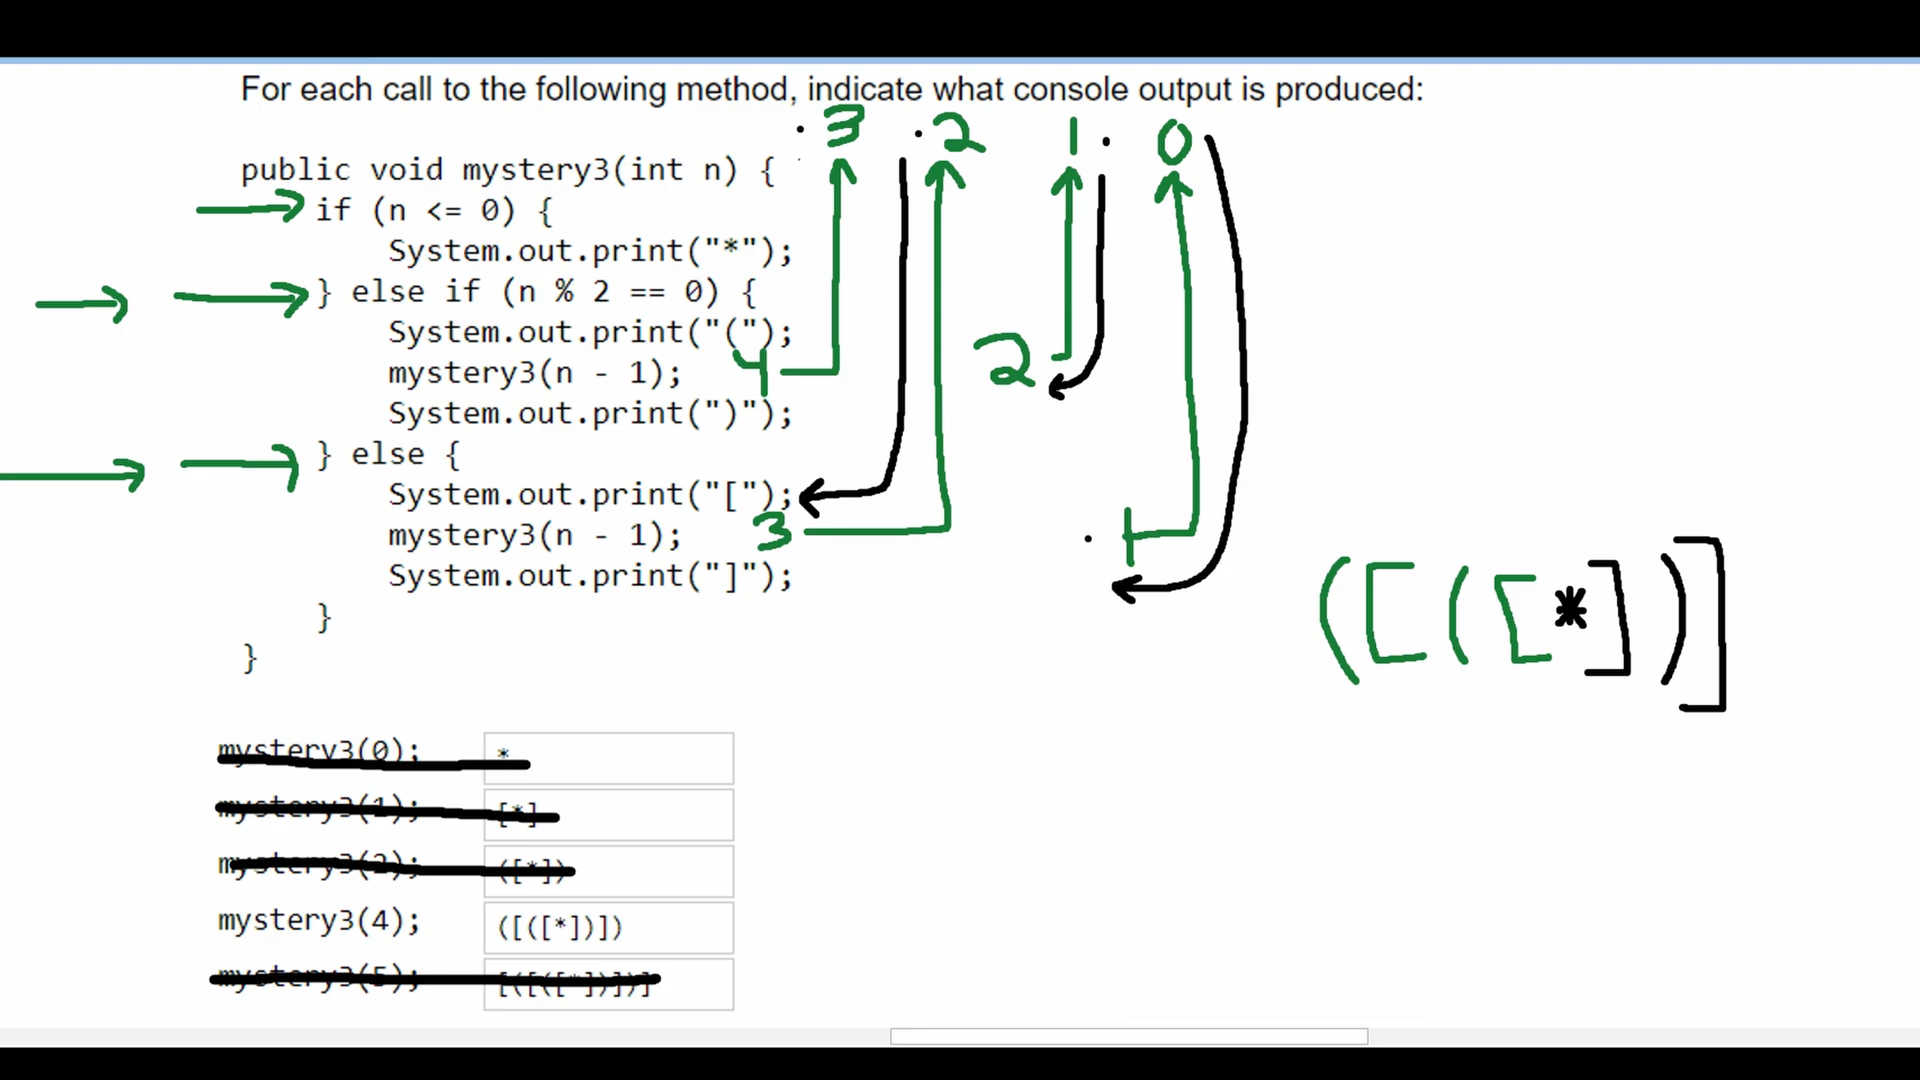 For each call to the following method, indicate what console output is produced:
3 2 1 0
public void mystery3(int n) {
if (n <= 0) {
System.out.print("*");
} else if (n % 2 == 0) {
System.out.print("(");
mystery3(n - 1); 4 2
System.out.print(")");
} else {
System.out.print("[");
mystery3(n - 1); 3 1
System.out.print("]");
}
}
([([*])]
mystery3(0); *
mystery3(1); [*]
mystery3(2); ([*])
mystery3(4); ([([*])])
mystery3(5); [([([*])])]